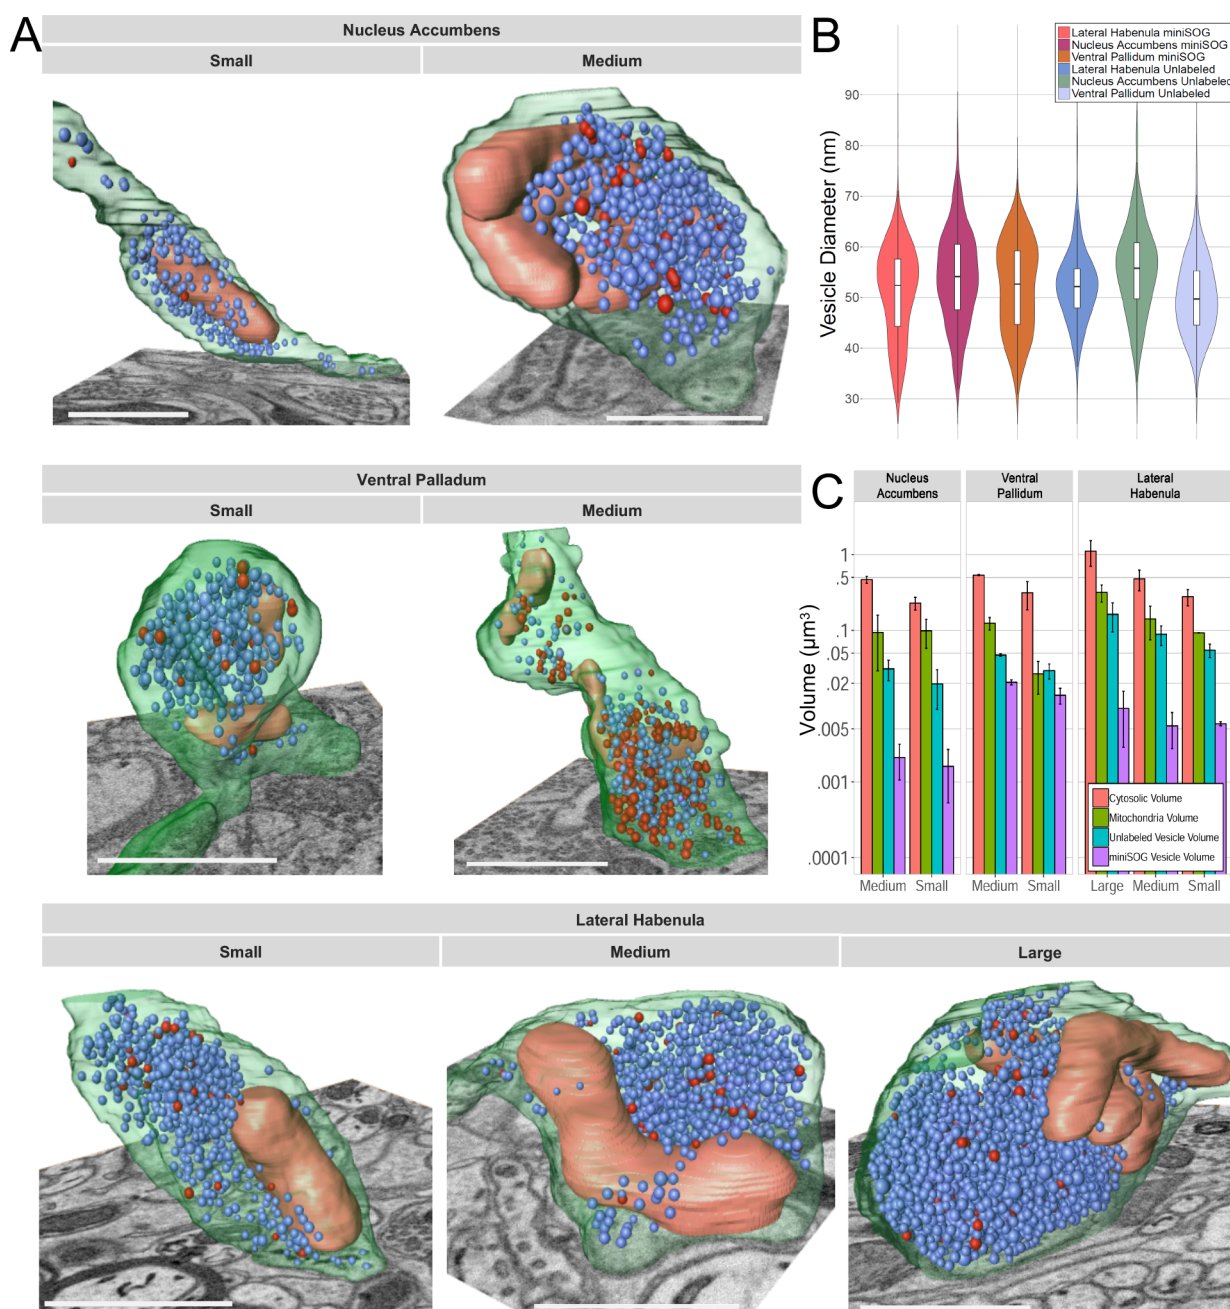 A
Nucleus Accumbens
Small
Medium
Ventral Palladum
Small
Medium
Lateral Habenula
Small
Medium
Large
B
Lateral Habenula miniSOG
Nucleus Accumbens miniSOG
Ventral Pallidum miniSOG
Lateral Habenula Unlabeled
Nucleus Accumbens Unlabeled
Ventral Pallidum Unlabeled
Vesicle Diameter (nm)
90
80
70
60
50
40
30
C
Nucleus
Accumbens
Ventral
Pallidum
Lateral
Habenula
Volume (µm³)
1
.5
.1
.05
.02
.005
.001
.0001
Cytosolic Volume
Mitochondria Volume
Unlabeled Vesicle Volume
miniSOG Vesicle Volume
Medium
Small
Medium
Small
Large
Medium
Small